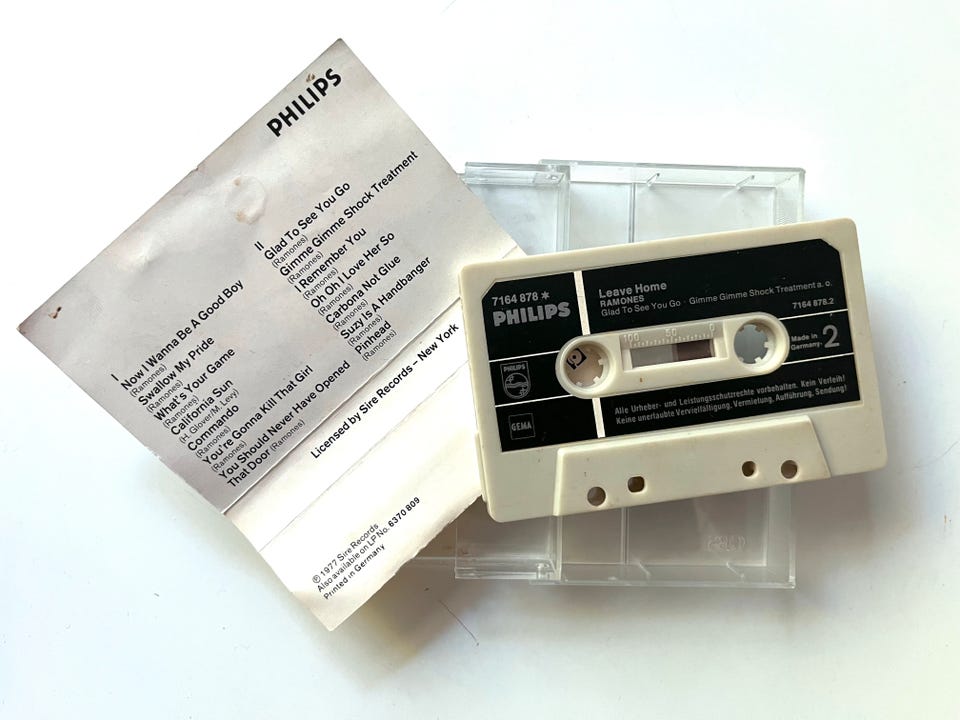 PHILIPS
I
Now I Wanna Be A Good Boy
(Ramones)
Swallow My Pride
(Ramones)
What's Your Game
(Ramones)
California Sun
(H. Glover/M. Levy)
Commando
(Ramones)
You're Gonna Kill That Girl
(Ramones)
You Should Never Have Opened
That Door (Ramones)
II
Glad To See You Go
(Ramones)
Gimme Gimme Shock Treatment
(Ramones)
I Remember You
(Ramones)
Oh Oh I Love Her So
(Ramones)
Carbona Not Glue
(Ramones)
Suzy Is A Handbanger
(Ramones)
Pinhead
(Ramones)
Licensed by Sire Records – New York
℗ 1977 Sire Records
Also available on LP No. 6370 809
Printed in Germany
7164 878 *
PHILIPS
Leave Home
RAMONES
Glad To See You Go · Gimme Gimme Shock Treatment a. o.
7164 878.2
100 50 0
Made in
Germany· 2
PHILIPS
GEMA
Alle Urheber- und Leistungsschutzrechte vorbehalten. Kein Verleih!
Keine unerlaubte Vervielfältigung, Vermietung, Aufführung, Sendung!